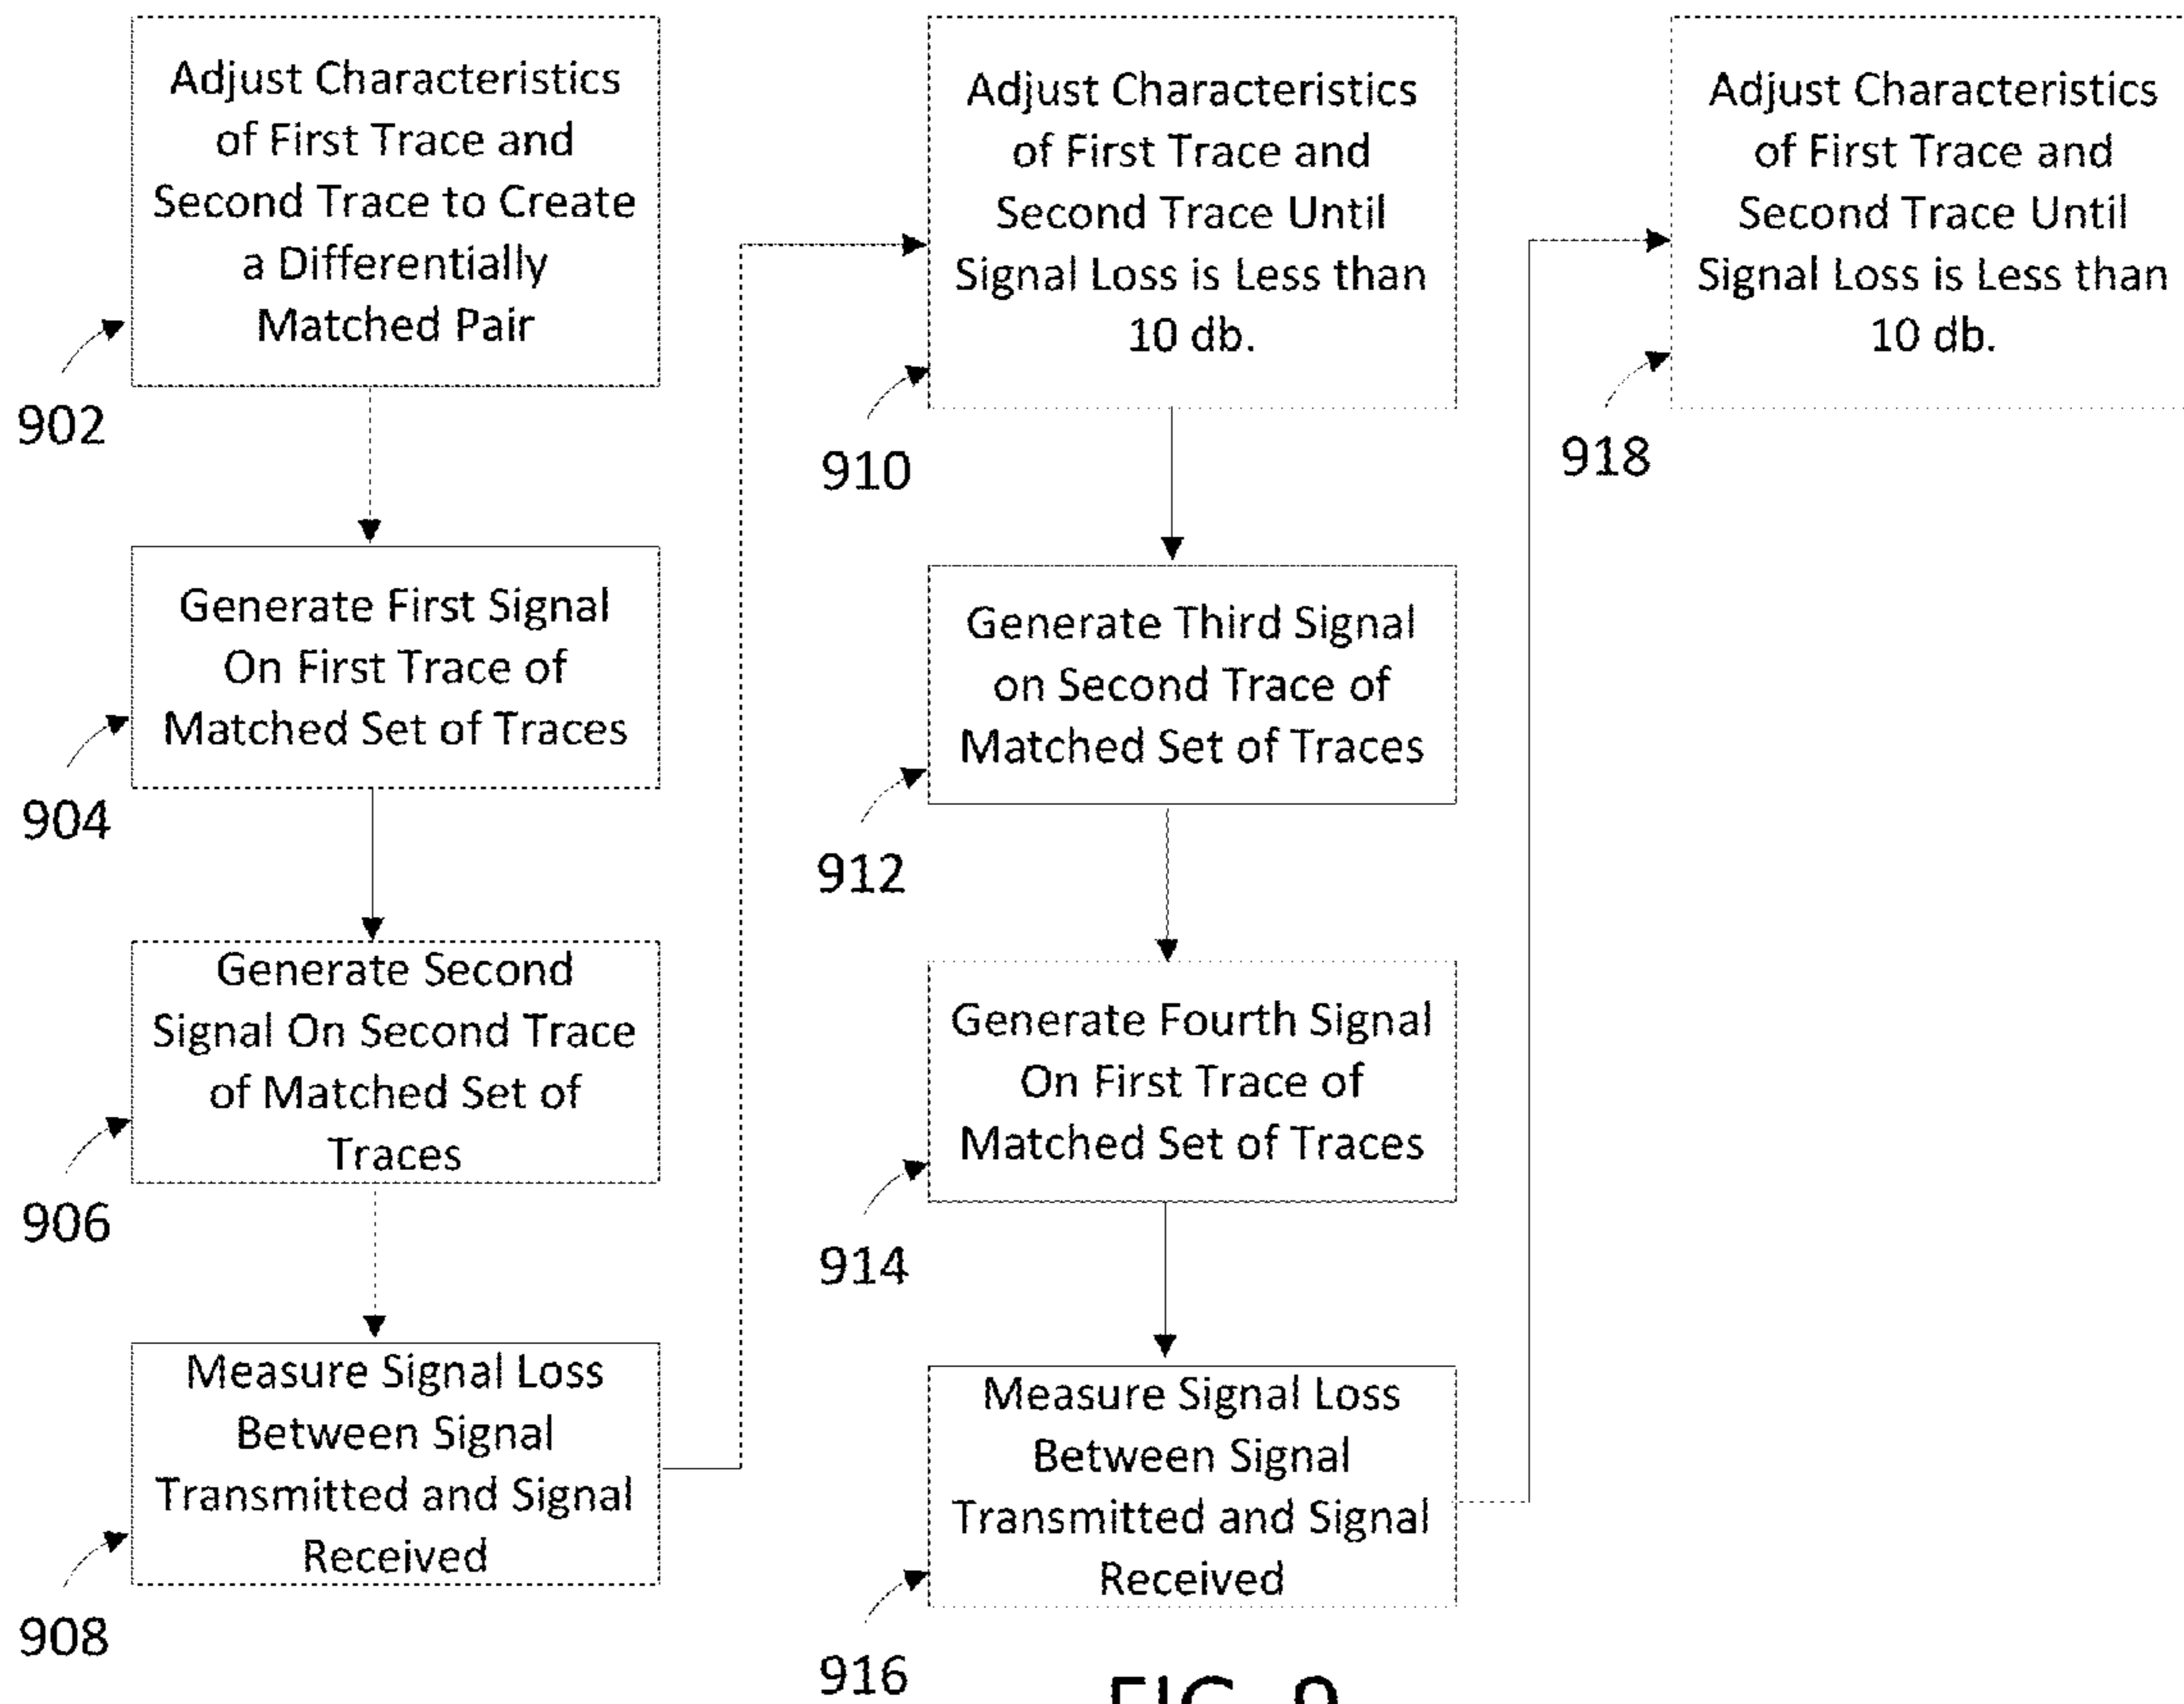 Adjust Characteristics
of First Trace and
Second Trace to Create
a Differentially
Matched Pair
902
Generate First Signal
On First Trace of
Matched Set of Traces
904
Generate Second
Signal On Second Trace
of Matched Set of
Traces
906
Measure Signal Loss
Between Signal
Transmitted and Signal
Received
908
Adjust Characteristics
of First Trace and
Second Trace Until
Signal Loss is Less than
10 db.
910
Generate Third Signal
on Second Trace of
Matched Set of Traces
912
Generate Fourth Signal
On First Trace of
Matched Set of Traces
914
Measure Signal Loss
Between Signal
Transmitted and Signal
Received
916
Adjust Characteristics
of First Trace and
Second Trace Until
Signal Loss is Less than
10 db.
918
FIG. 9